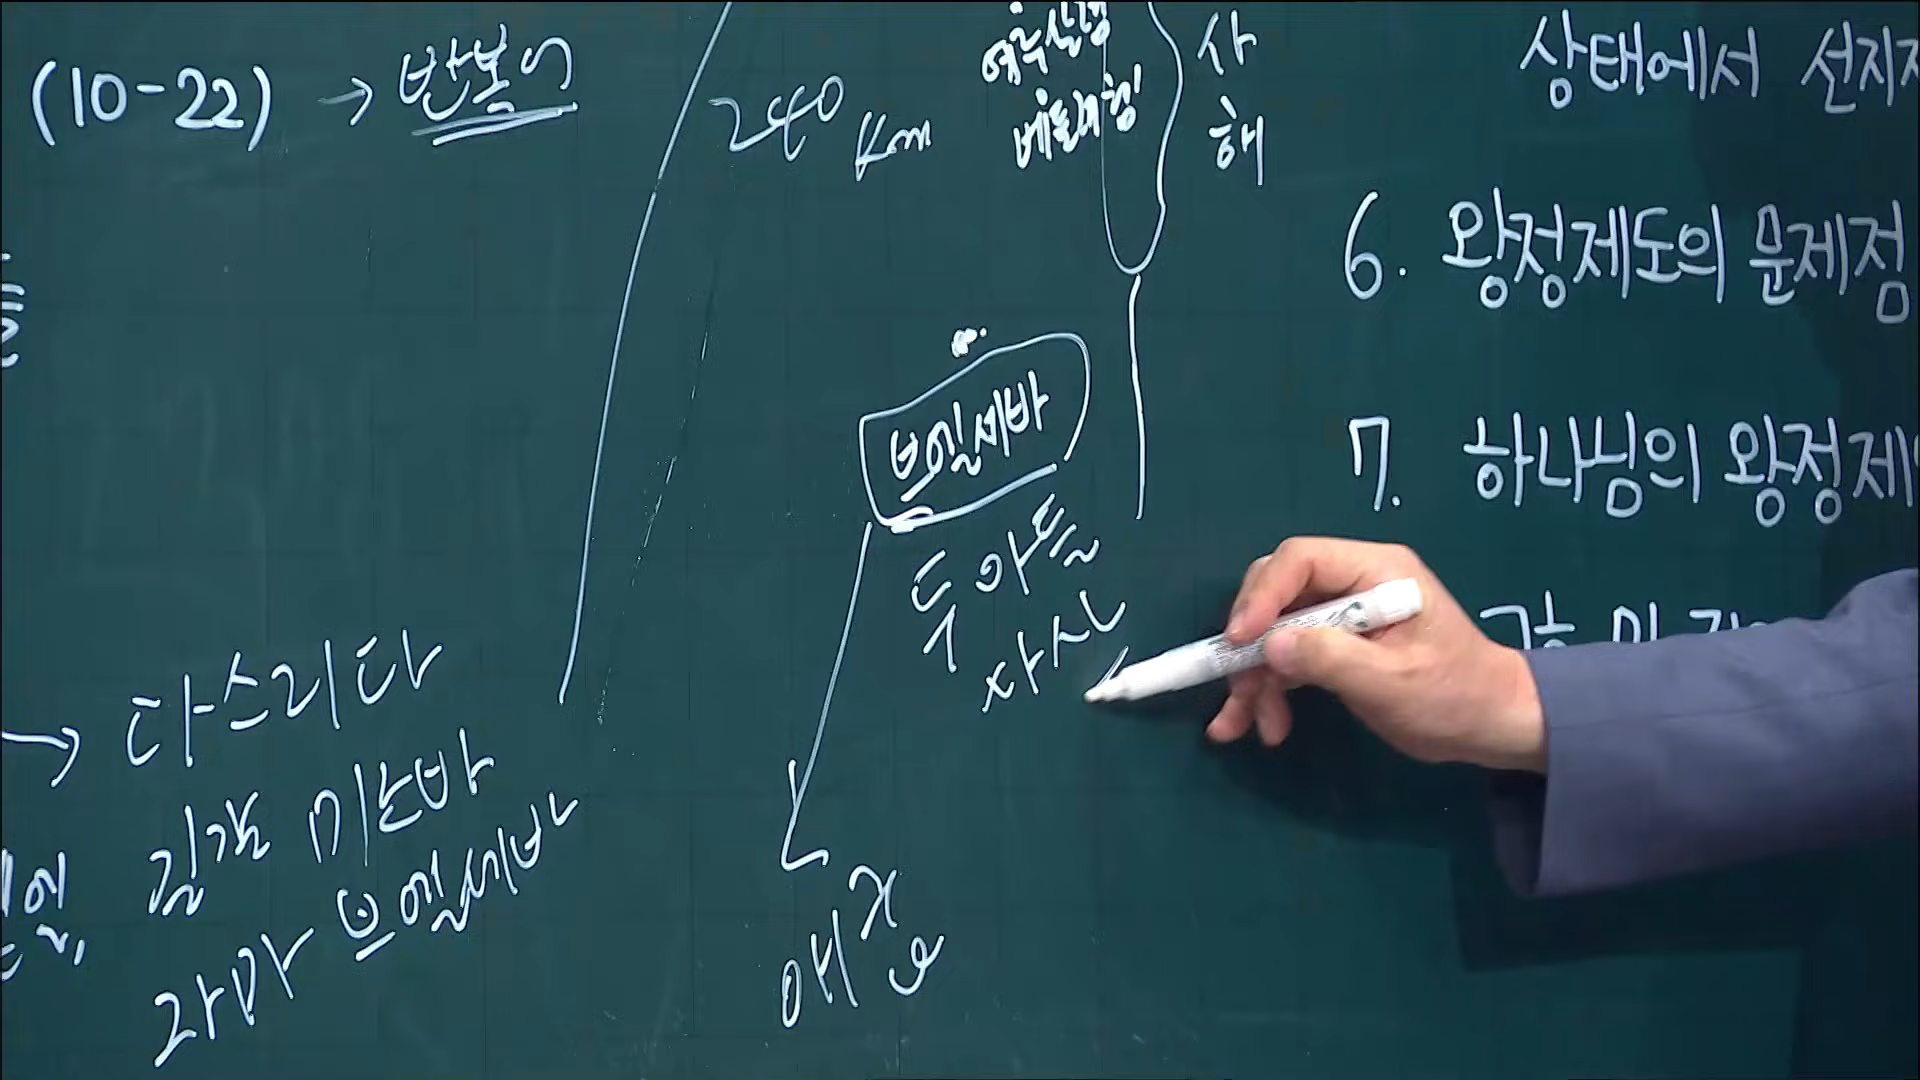 (10-22) → 반복어
240 Km
예루살렘
베들레헴
사
해
브엘세바
두 아들
사신
애굽
→ 다스리다
길갈 미스바
라마 브엘세바
상태에서 선지자
6. 왕정제도의 문제점
7. 하나님의 왕정제